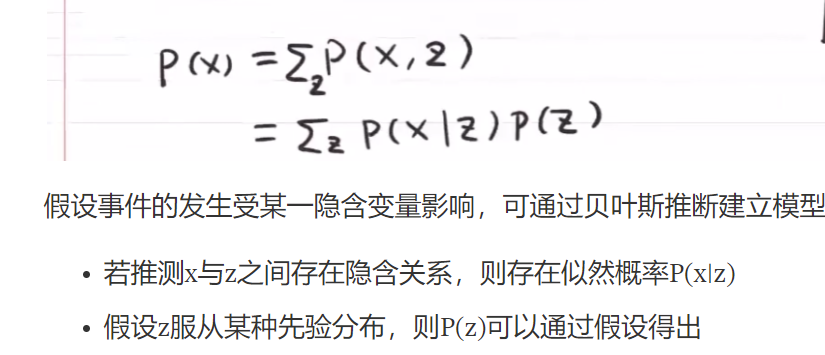 P(x) = Σ_z P(x,z)
= Σ_z P(x|z)P(z)
假设事件的发生受某一隐含变量影响，可通过贝叶斯推断建立模型
• 若推测x与z之间存在隐含关系，则存在似然概率P(x|z)
• 假设z服从某种先验分布，则P(z)可以通过假设得出